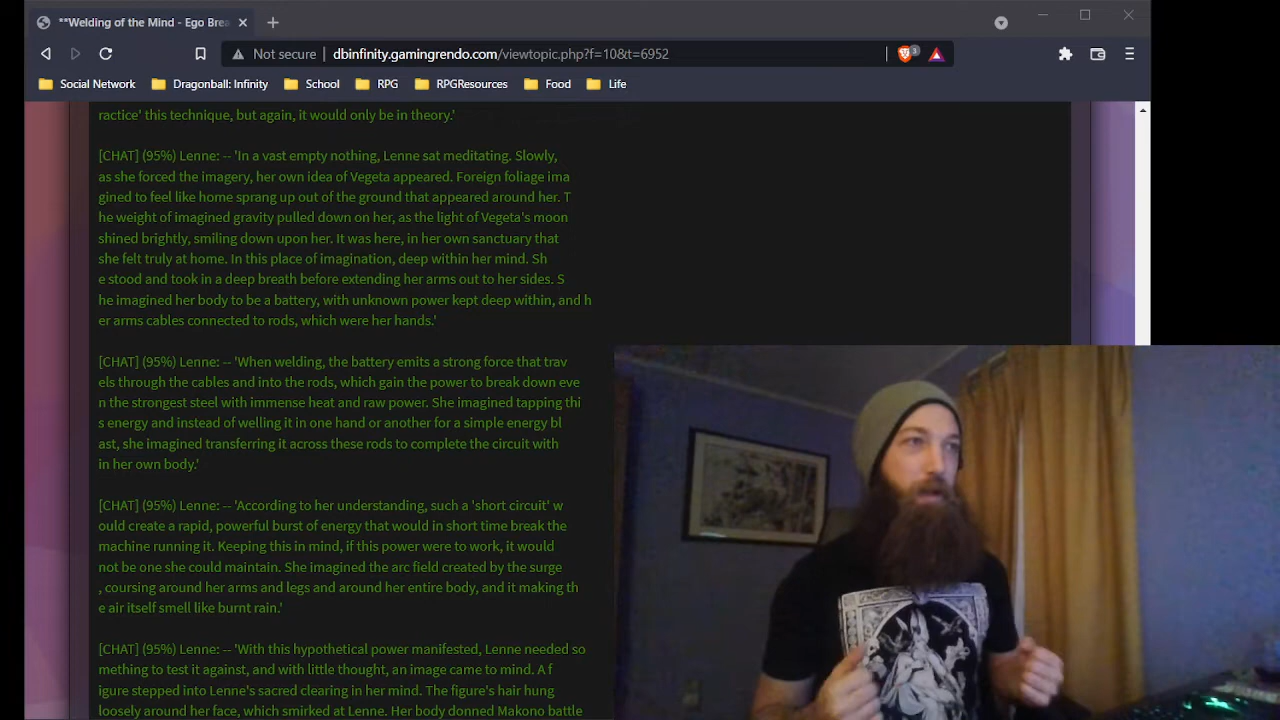 **Welding of the Mind - Ego Brea
Not secure
dbinfinity.gamingrendo.com/viewtopic.php?f=10&t=6952
3
Social Network
Dragonball: Infinity
School
RPG
RPGResources
Food
Life
ractice' this technique, but again, it would only be in theory.'
[CHAT] (95%) Lenne: -- 'In a vast empty nothing, Lenne sat meditating. Slowly,
as she forced the imagery, her own idea of Vegeta appeared. Foreign foliage ima
gined to feel like home sprang up out of the ground that appeared around her. T
he weight of imagined gravity pulled down on her, as the light of Vegeta's moon
shined brightly, smiling down upon her. It was here, in her own sanctuary that
she felt truly at home. In this place of imagination, deep within her mind. Sh
e stood and took in a deep breath before extending her arms out to her sides. S
he imagined her body to be a battery, with unknown power kept deep within, and h
er arms cables connected to rods, which were her hands.'
[CHAT] (95%) Lenne: -- 'When welding, the battery emits a strong force that trav
els through the cables and into the rods, which gain the power to break down eve
n the strongest steel with immense heat and raw power. She imagined tapping thi
s energy and instead of welling it in one hand or another for a simple energy bl
ast, she imagined transferring it across these rods to complete the circuit with
in her own body.'
[CHAT] (95%) Lenne: -- 'According to her understanding, such a 'short circuit' w
ould create a rapid, powerful burst of energy that would in short time break the
machine running it. Keeping this in mind, if this power were to work, it would
not be one she could maintain. She imagined the arc field created by the surge
, coursing around her arms and legs and around her entire body, and it making th
e air itself smell like burnt rain.'
[CHAT] (95%) Lenne: -- 'With this hypothetical power manifested, Lenne needed so
mething to test it against, and with little thought, an image came to mind. A f
igure stepped into Lenne's sacred clearing in her mind. The figure's hair hung
loosely around her face, which smirked at Lenne. Her body donned Makono battle